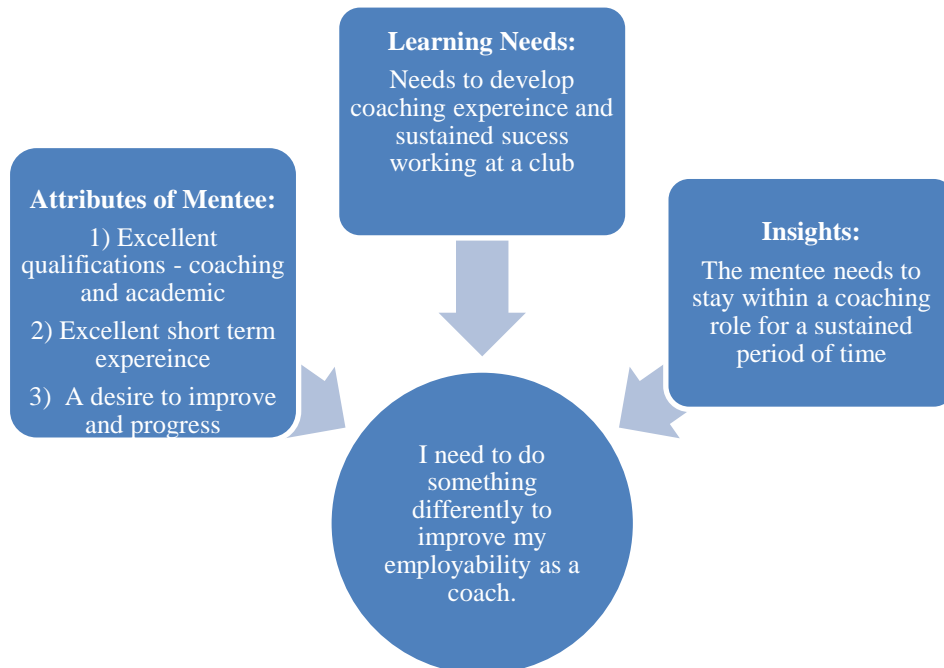 Learning Needs:
Needs to develop
coaching expereince and
sustained sucess
working at a club
Attributes of Mentee:
1) Excellent
qualifications - coaching
and academic
2) Excellent short term
expereince
3) A desire to improve
and progress
Insights:
The mentee needs to
stay within a coaching
role for a sustained
period of time
I need to do
something
differently to
improve my
employability as a
coach.